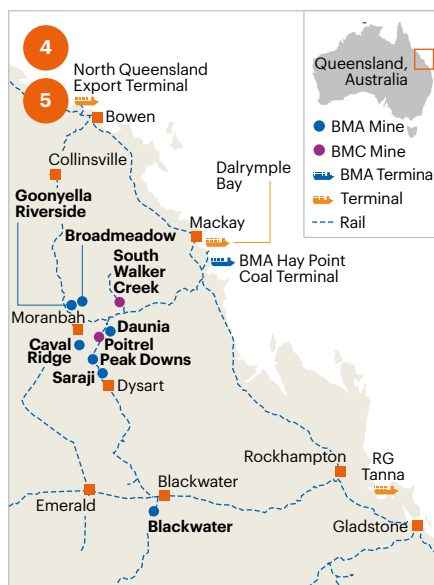 4
5
North Queensland
Export Terminal
Bowen
Collinsville
Goonyella
Riverside
Broadmeadow
South
Walker
Creek
Dalrymple
Bay
Mackay
BMA Hay Point
Coal Terminal
Moranbah
Caval
Ridge
Daunia
Poitrel
Peak Downs
Saraji
Dysart
Rockhampton
RG
Tanna
Blackwater
Emerald
Blackwater
Gladstone
Queensland,
Australia
BMA Mine
BMC Mine
BMA Termina
Terminal
Rail